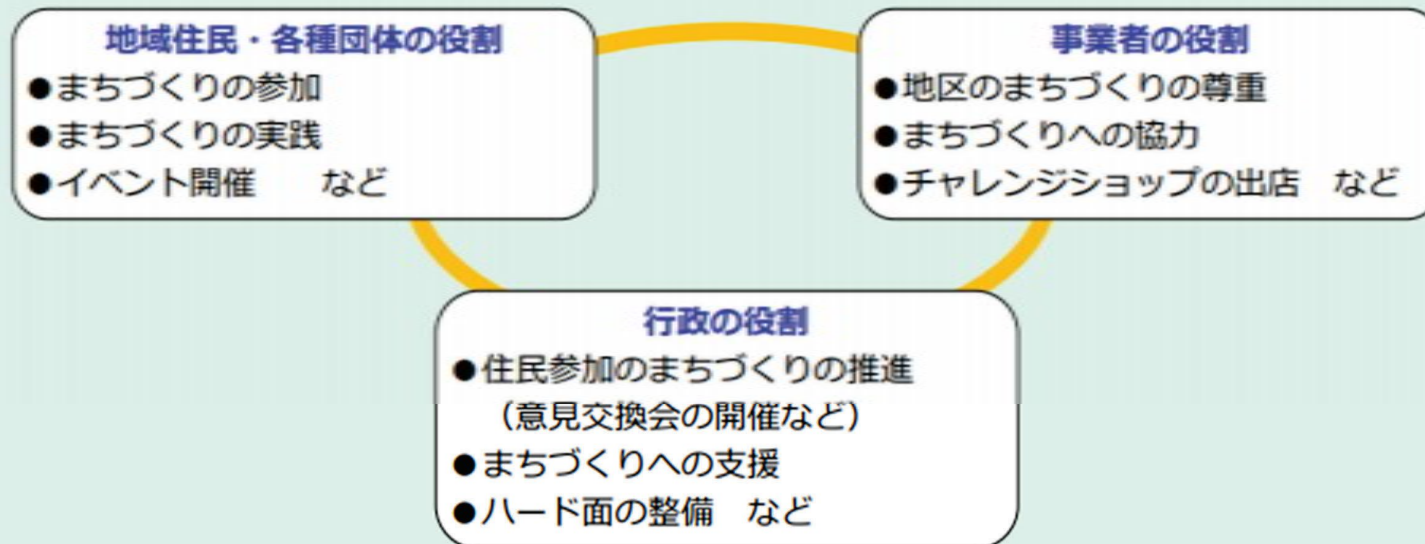 地域住民・各種団体の役割
●まちづくりの参加
●まちづくりの実践
●イベント開催　　など
事業者の役割
●地区のまちづくりの尊重
●まちづくりへの協力
●チャレンジショップの出店　など
行政の役割
●住民参加のまちづくりの推進
（意見交換会の開催など）
●まちづくりへの支援
●ハード面の整備　など